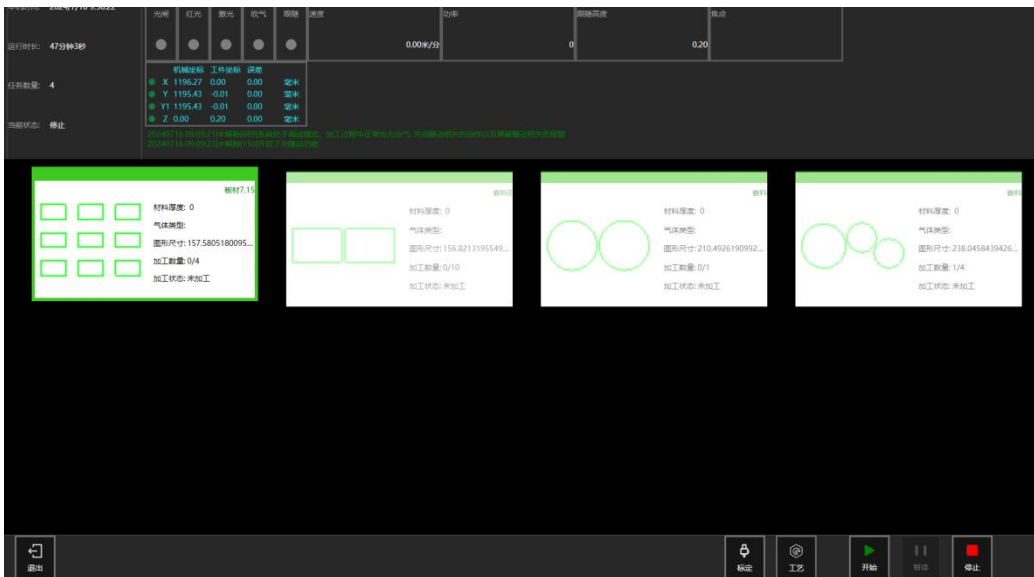 2024/7/16 9:56:22
光闸 红光 激光 吹气 跟随 速度 功率 跟随高度 焦点
运行时长: 47分钟3秒
0.00米/分 0 0.20
机械坐标 工件坐标 误差
X 1196.27 0.00 0.00 毫米
任务数量: 4
Y 1195.43 -0.01 0.00 毫米
Y1 1195.43 -0.01 0.00 毫米
Z 0.00 0.20 0.00 毫米
当前状态: 停止
板材7.15
材料厚度: 0
气体类型:
图形尺寸: 157.5805180095...
加工数量: 0/4
加工状态: 未加工
材料厚度: 0
气体类型:
图形尺寸: 156.8213195549...
加工数量: 0/10
加工状态: 未加工
材料厚度: 0
气体类型:
图形尺寸: 210.4926190992...
加工数量: 0/1
加工状态: 未加工
材料厚度: 0
气体类型:
图形尺寸: 238.0458439426...
加工数量: 1/4
加工状态: 未加工
退出 标定 工艺 开始 暂停 停止